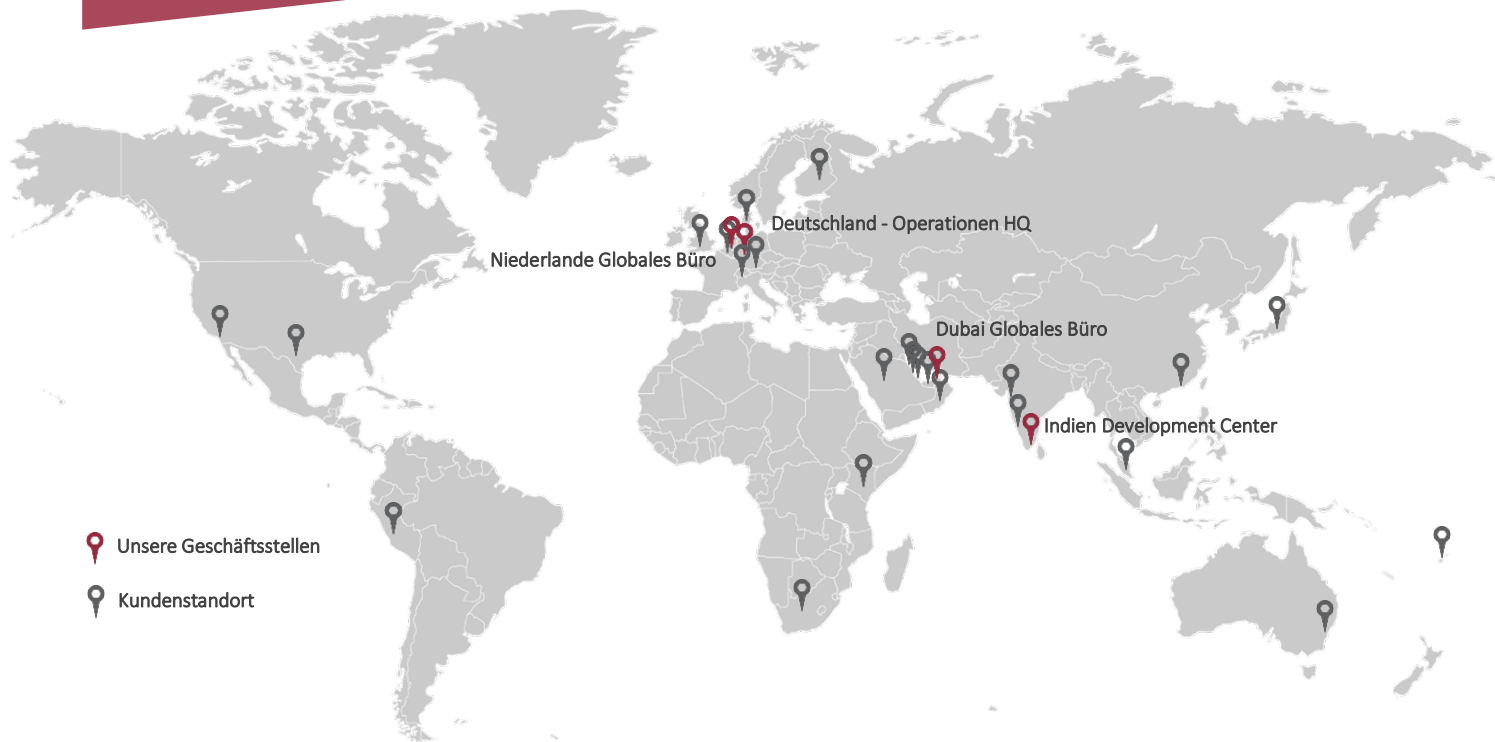 Deutschland - Operationen HQ
Niederlande Globales Büro
Dubai Globales Büro
Indien Development Center
Unsere Geschäftsstellen
Kundenstandort